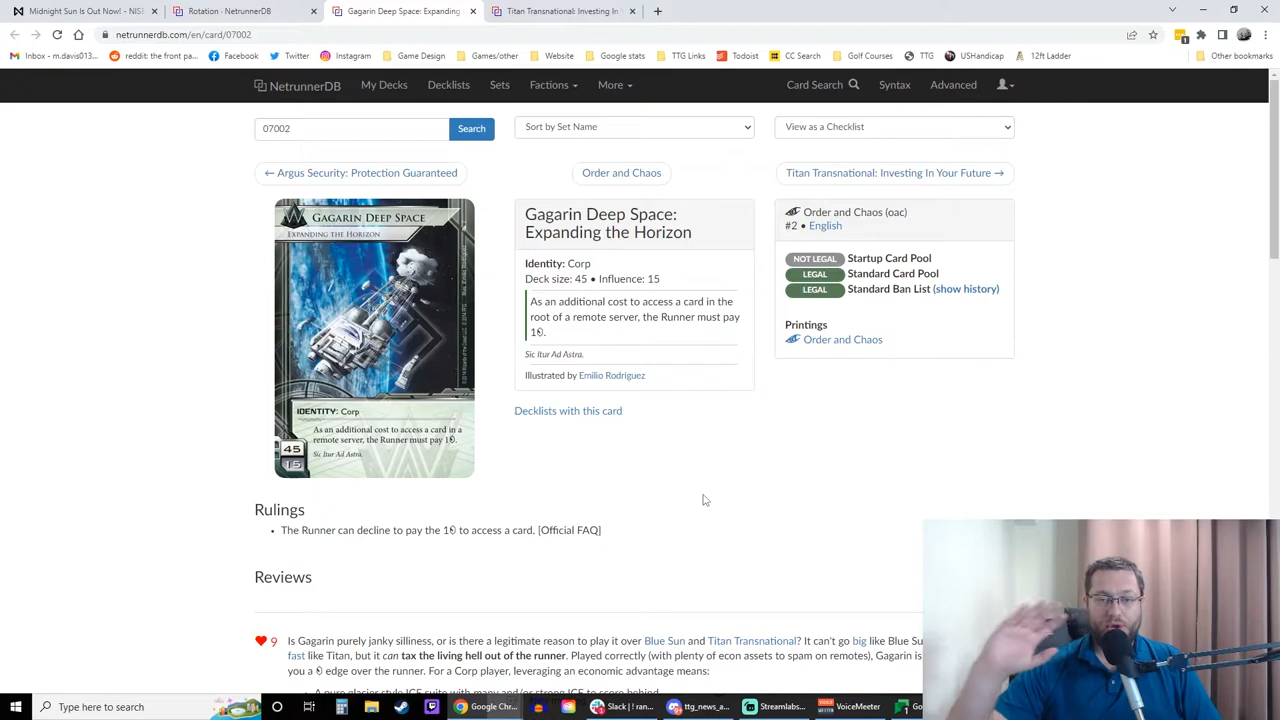 Midnight Sun Is Out Now! - NIS
Rotation · NetrunnerDB
Gagarin Deep Space: Expanding
Titan Transnational: Investing In
netrunnerdb.com/en/card/07002
Inbox - m.davis013...
reddit: the front pa...
Facebook
Twitter
Instagram
Game Design
Games/other
Website
Google stats
TTG Links
Todoist
CC Search
Golf Courses
TTG
USHandicap
12ft Ladder
Other bookmarks
NetrunnerDB
My Decks
Decklists
Sets
Factions
More
Card Search
Syntax
Advanced
07002
Search
Sort by Set Name
View as a Checklist
← Argus Security: Protection Guaranteed
Order and Chaos
Titan Transnational: Investing In Your Future →
Gagarin Deep Space
Expanding the Horizon
Identity: Corp
As an additional cost to access a card in a
remote server, the Runner must pay 1.
Sic Itur Ad Astra.
45
15
Gagarin Deep Space:
Expanding the Horizon
Identity: Corp
Deck size: 45 • Influence: 15
As an additional cost to access a card in the
root of a remote server, the Runner must pay
1.
Sic Itur Ad Astra.
Illustrated by Emilio Rodriguez
Decklists with this card
Order and Chaos (oac)
#2 • English
NOT LEGAL Startup Card Pool
LEGAL Standard Card Pool
LEGAL Standard Ban List (show history)
Printings
Order and Chaos
Rulings
• The Runner can decline to pay the 1 to access a card. [Official FAQ]
Reviews
9
Is Gagarin purely janky silliness, or is there a legitimate reason to play it over Blue Sun and Titan Transnational? It can't go big like Blue Su
fast like Titan, but it can tax the living hell out of the runner. Played correctly (with plenty of econ assets to spam on remotes), Gagarin is
you a edge over the runner. For a Corp player, leveraging an economic advantage means:
Type here to search
Google Chro...
Slack | ! ran...
ttg_news_a...
Streamlabs...
VoiceMeeter
Go